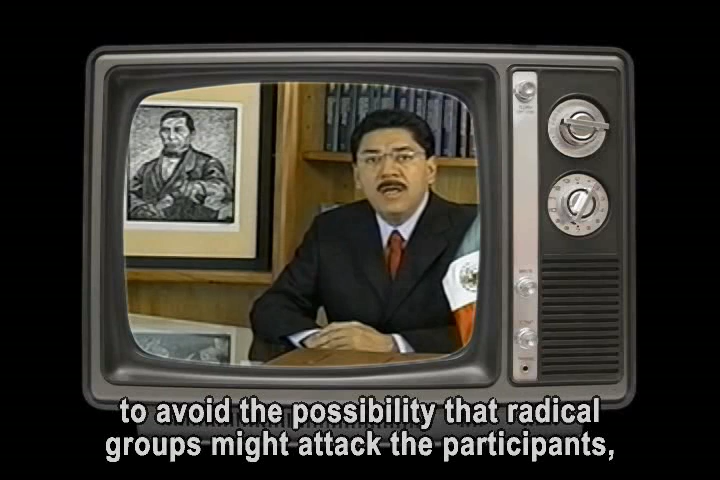 to avoid the possibility that radical
groups might attack the participants,